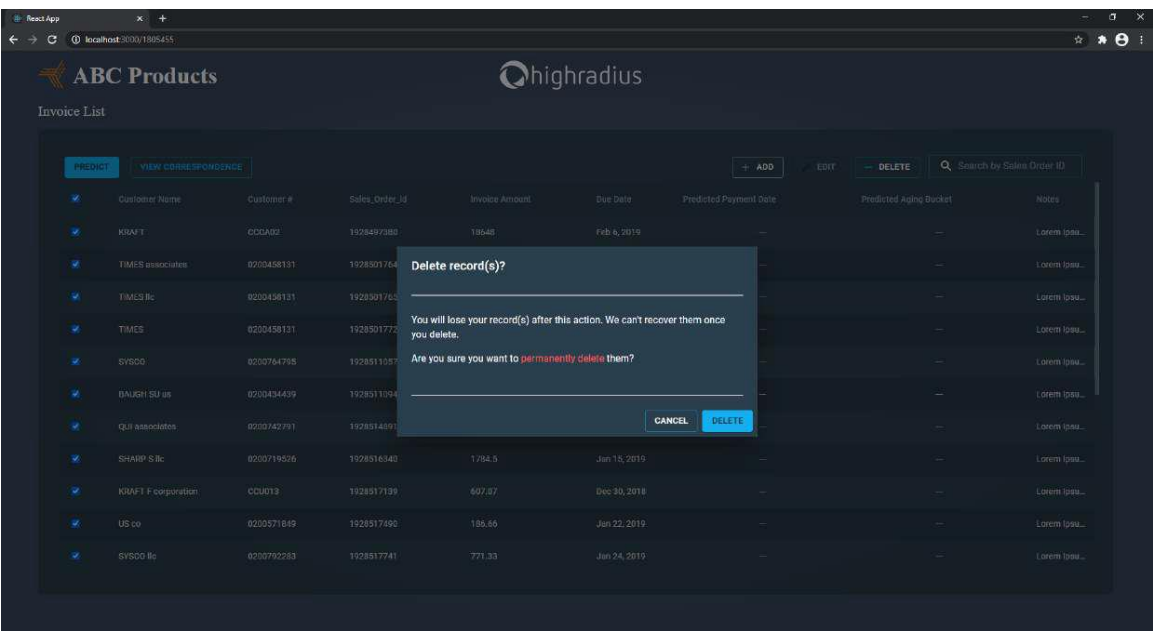 React App
localhost:3000/1805455
ABC Products
highradius
Invoice List
PREDICT VIEW CORRESPONDENCE + ADD EDIT — DELETE Search by Sales Order ID
Customer Name Customer # Sales_Order_Id Invoice Amount Due Date Predicted Payment Date Predicted Aging Bucket Notes
KRAFT CCCA02 1928497380 18648 Feb 6, 2019 — — Lorem Ipsu...
TIMES associates 0200458131 1928501764 — — Lorem Ipsu...
TIMES llc 0200458131 — — Lorem Ipsu...
TIMES 0200458131 — — Lorem Ipsu...
SYSCO 0200764795 — — Lorem Ipsu...
BAUGH SU us 0200434439 — — Lorem Ipsu...
QUI associates 0200742791 — — Lorem Ipsu...
SHARP S llc 0200719526 1928516340 1784.5 Jan 15, 2019 — — Lorem Ipsu...
KRAFT F corporation CCU013 1928517139 607.07 Dec 30, 2018 — — Lorem Ipsu...
US co 0200571849 1928517490 186.66 Jan 22, 2019 — — Lorem Ipsu...
SYSCO llc 0200792283 1928517741 771.33 Jan 24, 2019 — — Lorem Ipsu...
Delete record(s)?
You will lose your record(s) after this action. We can't recover them once
you delete.
Are you sure you want to permanently delete them?
CANCEL DELETE